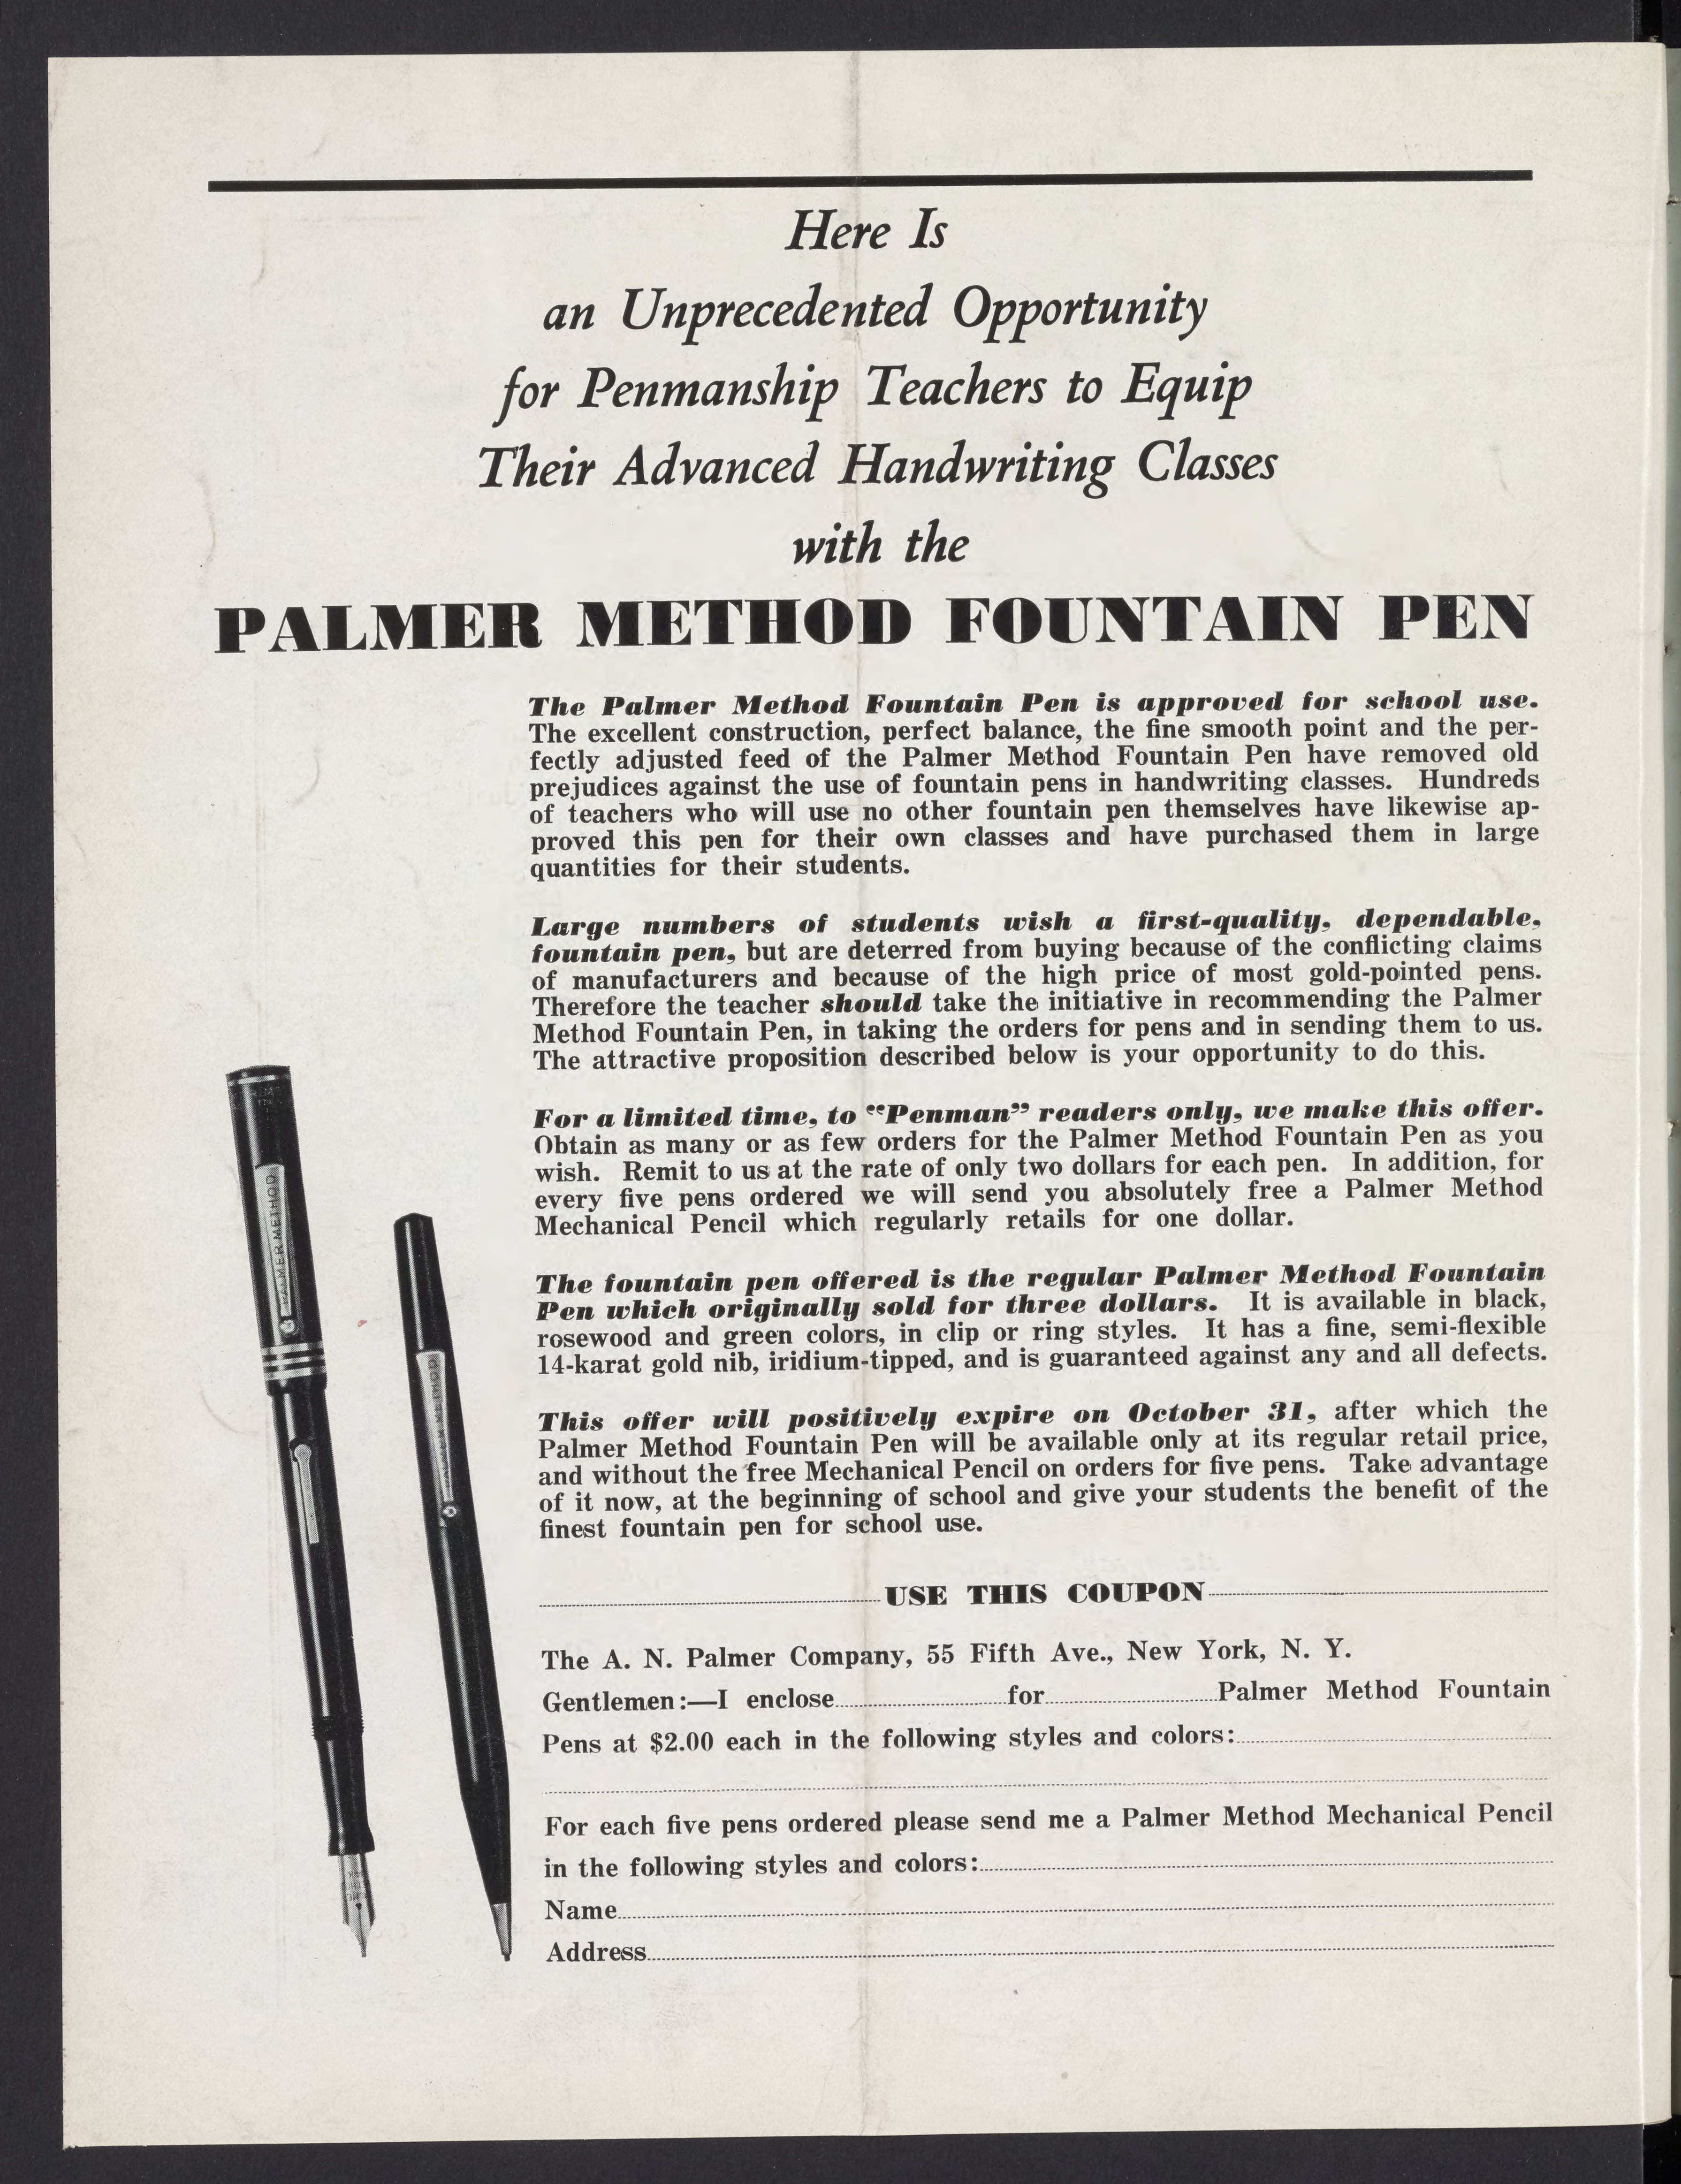 Here Is
an Unprecedented Opportunity
for Penmanship Teachers to Equip
Their Advanced Handwriting Classes
with the
PALMER METHOD FOUNTAIN PEN
The Palmer Method Fountain Pen is approved for school use.
The excellent construction, perfect balance, the fine smooth point and the per-
fectly adjusted feed of the Palmer Method Fountain Pen have removed old
prejudices against the use of fountain pens in handwriting classes. Hundreds
of teachers who will use no other fountain pen themselves have likewise ap-
proved this pen for their own classes and have purchased them in large
quantities for their students.
Large numbers of students wish a first-quality, dependable,
fountain pen, but are deterred from buying because of the conflicting claims
of manufacturers and because of the high price of most gold-pointed pens.
Therefore the teacher should take the initiative in recommending the Palmer
Method Fountain Pen, in taking the orders for pens and in sending them to us.
The attractive proposition described below is your opportunity to do this.
For a limited time, to “Penman” readers only, we make this offer.
Obtain as many or as few orders for the Palmer Method Fountain Pen as you
wish. Remit to us at the rate of only two dollars for each pen. In addition, for
every five pens ordered we will send you absolutely free a Palmer Method
Mechanical Pencil which regularly retails for one dollar.
The fountain pen offered is the regular Palmer Method Fountain
Pen which originally sold for three dollars. It is available in black,
rosewood and green colors, in clip or ring styles. It has a fine, semi-flexible
14-karat gold nib, iridium-tipped, and is guaranteed against any and all defects.
This offer will positively expire on October 31, after which the
Palmer Method Fountain Pen will be available only at its regular retail price,
and without the free Mechanical Pencil on orders for five pens. Take advantage
of it now, at the beginning of school and give your students the benefit of the
finest fountain pen for school use.
USE THIS COUPON
The A. N. Palmer Company, 55 Fifth Ave., New York, N. Y.
Gentlemen:—I enclose for Palmer Method Fountain
Pens at $2.00 each in the following styles and colors:
For each five pens ordered please send me a Palmer Method Mechanical Pencil
in the following styles and colors:
Name
Address
PALMER METHOD
PALMER METHOD